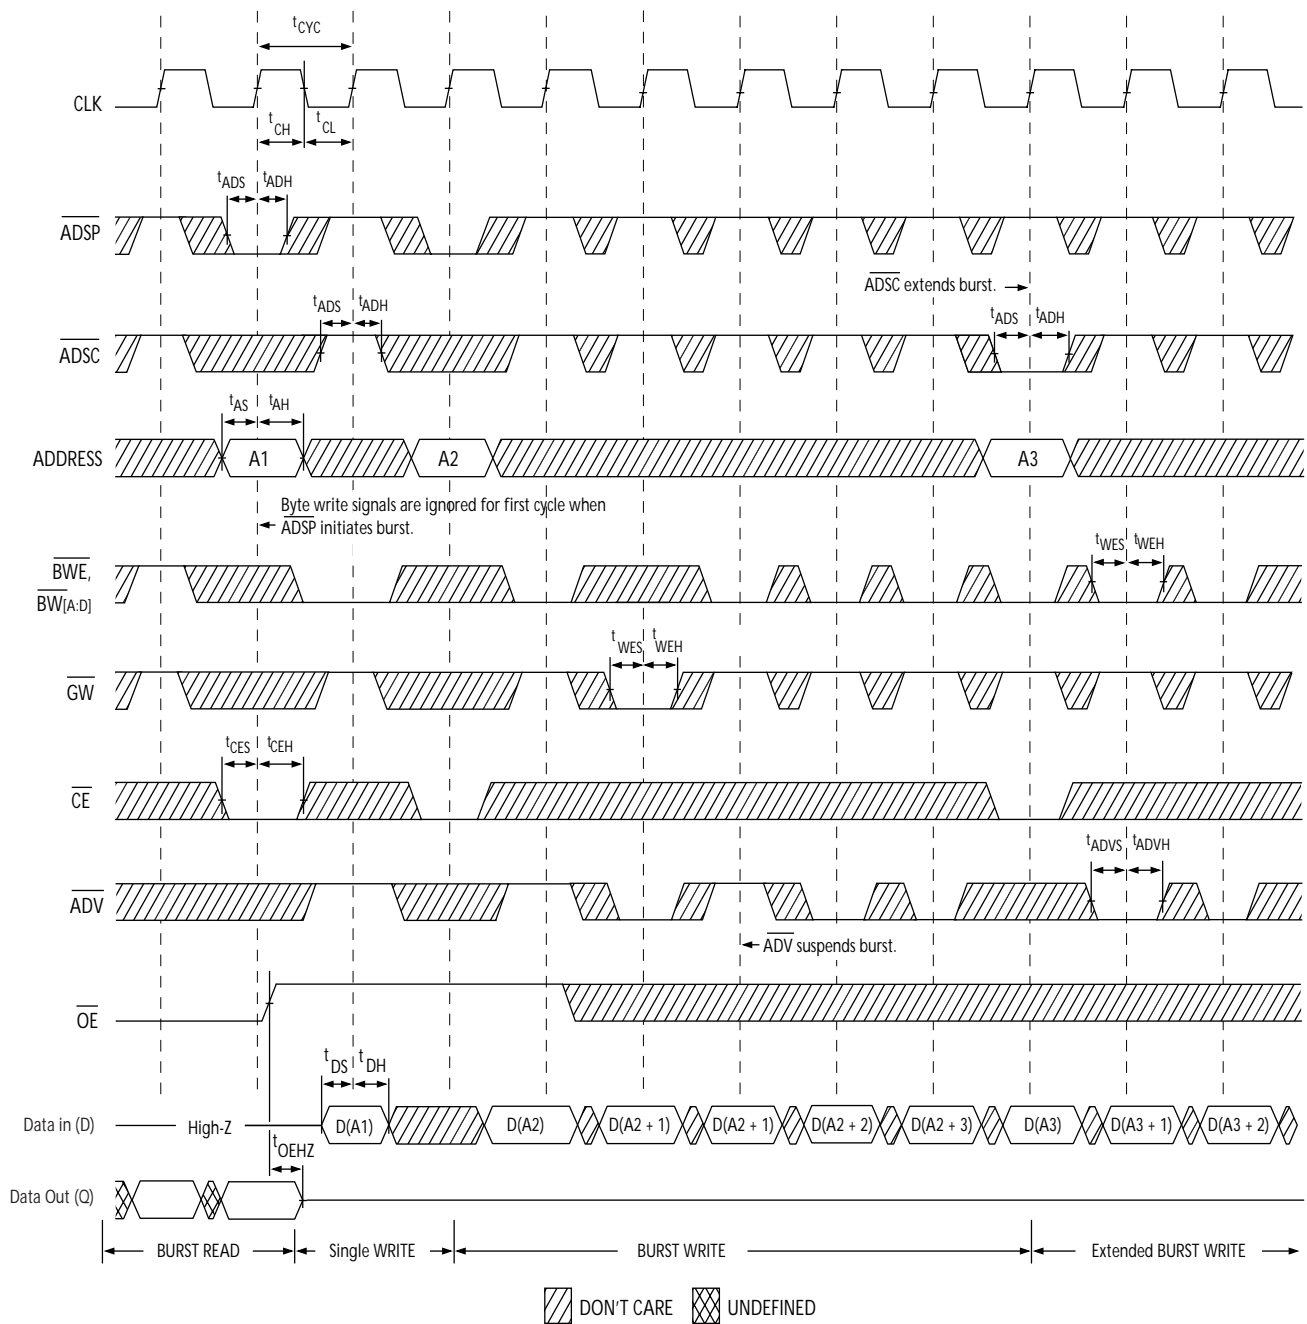 tCYC
CLK
tCH
tCL
tADS
tADH
ADSP
ADSC extends burst.
tADS
tADH
tADS
tADH
ADSC
tAS
tAH
ADDRESS
A1
A2
A3
Byte write signals are ignored for first cycle when
ADSP initiates burst.
BWE,
BW[A:D]
tWES
tWEH
tWES
tWEH
GW
tCES
tCEH
CE
tADVS
tADVH
ADV
ADV suspends burst.
OE
tDS
tDH
Data in (D)
High-Z
D(A1)
D(A2)
D(A2 + 1)
D(A2 + 1)
D(A2 + 2)
D(A2 + 3)
D(A3)
D(A3 + 1)
D(A3 + 2)
tOEHZ
Data Out (Q)
BURST READ
Single WRITE
BURST WRITE
Extended BURST WRITE
DON'T CARE
UNDEFINED